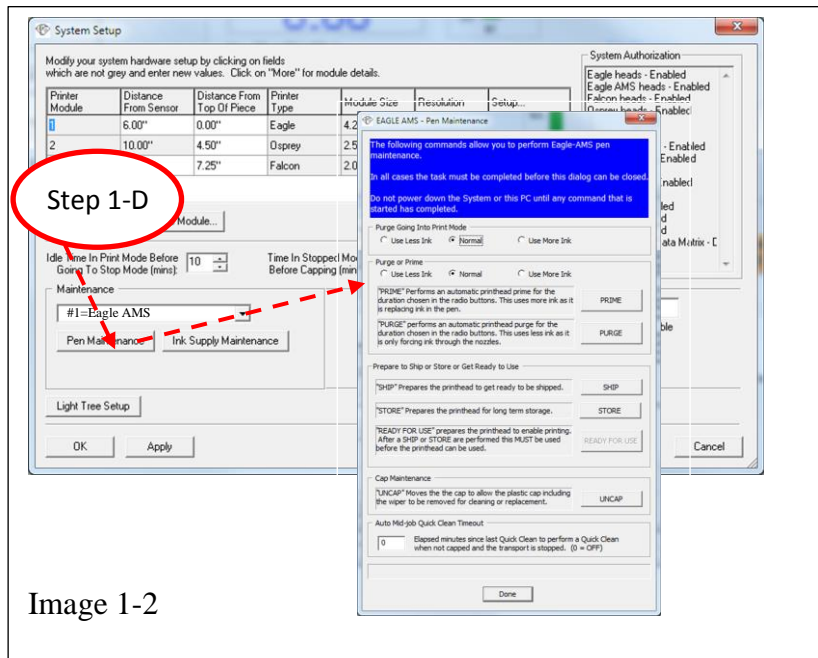 System Setup
Modify your system hardware setup by clicking on fields
which are not grey and enter new values. Click on "More" for module details.
Printer Module
Distance From Sensor
Distance From Top Of Piece
Printer Type
Module Size
Resolution
Setup...
1
6.00"
0.00"
Eagle
4.2
2
10.00"
4.50"
Osprey
2.5
7.25"
Falcon
2.0
System Authorization
Eagle heads - Enabled
Eagle AMS heads - Enabled
Falcon heads - Enabled
Osprey heads - Enabled
- Enabled
Enabled
nabled
led
d
d
ata Matrix - D
Step 1-D
Module...
Idle Time In Print Mode Before
Going To Stop Mode (mins):
10
Time In Stopped Mod
Before Capping (min
Maintenance
#1=Eagle AMS
Pen Maintenance
Ink Supply Maintenance
ble
Light Tree Setup
OK
Apply
Cancel
EAGLE AMS - Pen Maintenance
The following commands allow you to perform Eagle-AMS pen
maintenance.
In all cases the task must be completed before this dialog can be closed.
Do not power down the System or this PC until any command that is
started has completed.
Purge Going Into Print Mode
Use Less Ink
Normal
Use More Ink
Purge or Prime
Use Less Ink
Normal
Use More Ink
"PRIME" Performs an automatic printhead prime for the
duration chosen in the radio buttons. This uses more ink as it
is replacing ink in the pen.
PRIME
"PURGE" performs an automatic printhead purge for the
duration chosen in the radio buttons. This uses less ink as it
is only forcing ink through the nozzles.
PURGE
Prepare to Ship or Store or Get Ready to Use
"SHIP" Prepares the printhead to get ready to be shipped.
SHIP
"STORE" Prepares the printhead for long term storage.
STORE
"READY FOR USE" prepares the printhead to enable printing.
After a SHIP or STORE are performed this MUST be used
before the printhead can be used.
READY FOR USE
Cap Maintenance
"UNCAP" Moves the the cap to allow the plastic cap including
the wiper to be removed for cleaning or replacement.
UNCAP
Auto Mid-job Quick Clean Timeout
0
Elapsed minutes since last Quick Clean to perform a Quick Clean
when not capped and the transport is stopped. (0 = OFF)
Done
Image 1-2